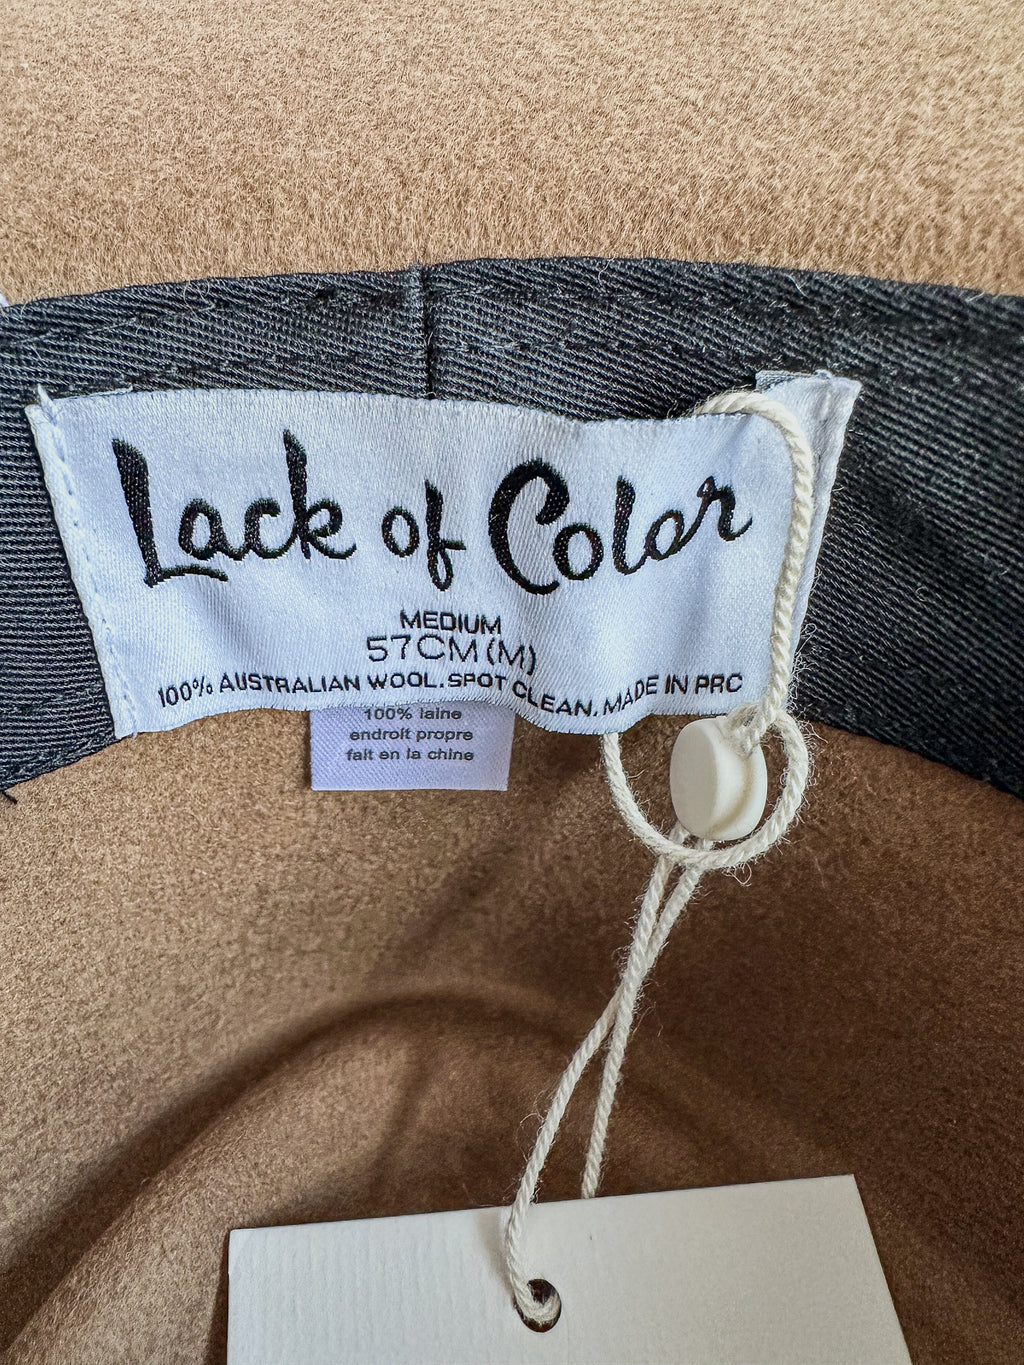 Lack of Color
MEDIUM
57CM(M)
100% AUSTRALIAN WOOL.SPOT CLEAN. MADE IN PRC
100% laine
endroit propre
fait en la chine